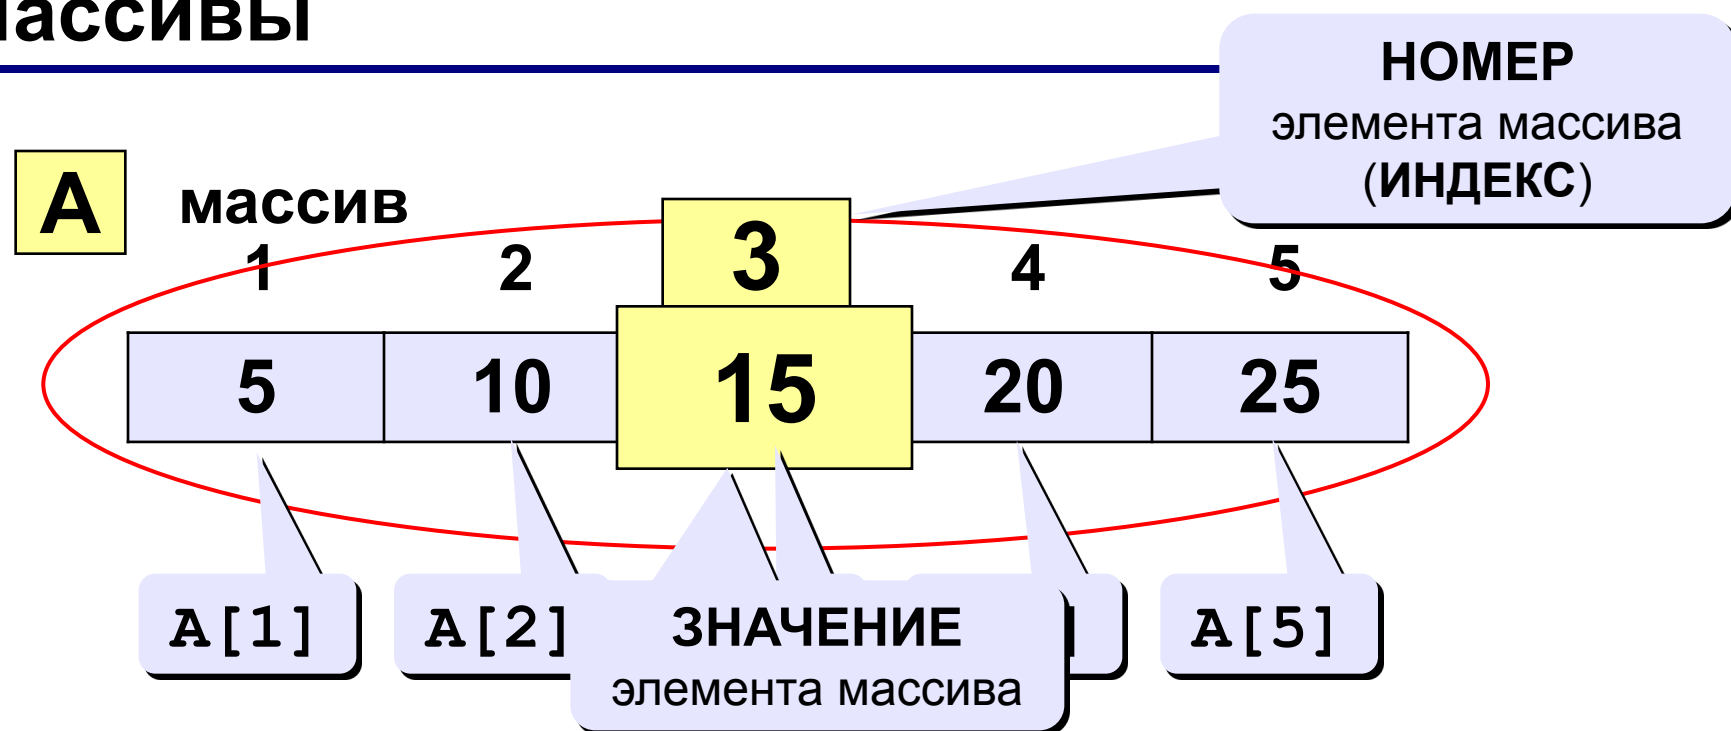 НОМЕР
элемента массива
(ИНДЕКС)
A массив
1 2 3 4 5
5 10 15 20 25
A[1] A[2] ЗНАЧЕНИЕ ] A[5]
элемента массива